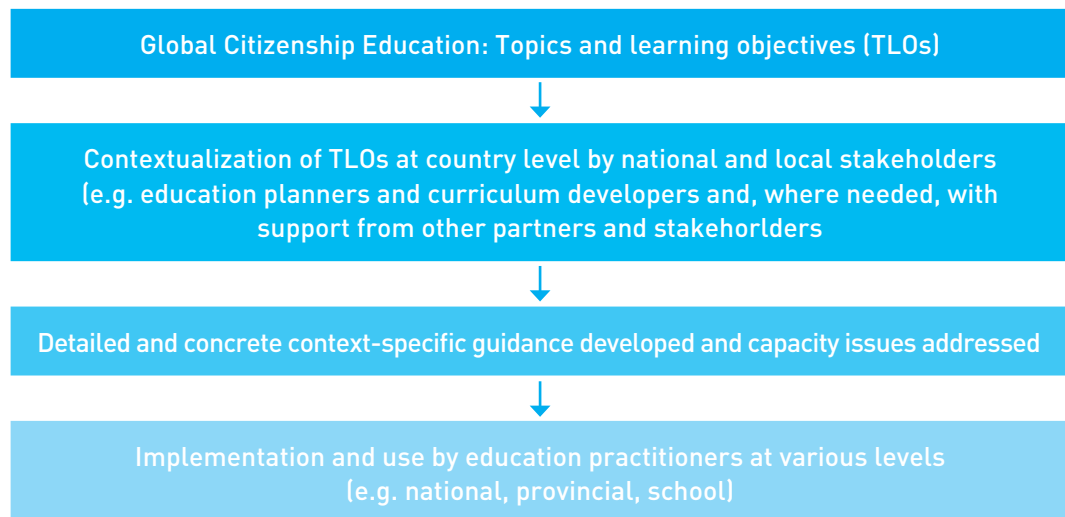 Global Citizenship Education: Topics and learning objectives (TLOs)
Contextualization of TLOs at country level by national and local stakeholders
(e.g. education planners and curriculum developers and, where needed, with
support from other partners and stakehorlders
Detailed and concrete context-specific guidance developed and capacity issues addressed
Implementation and use by education practitioners at various levels
(e.g. national, provincial, school)